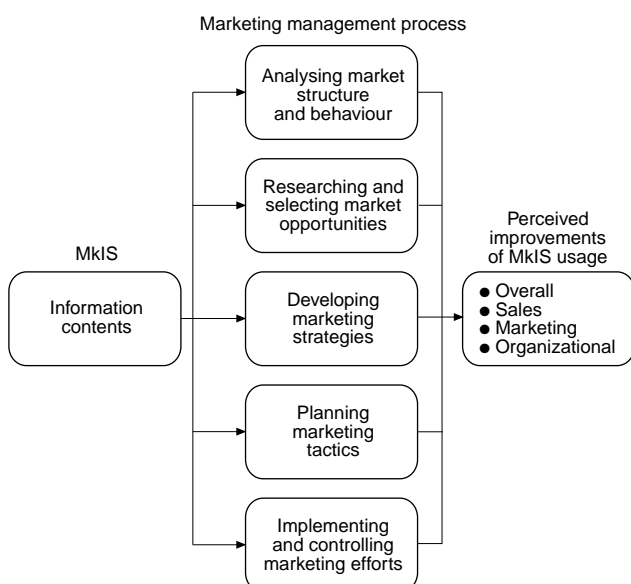 Marketing management process
Analysing market
structure
and behaviour
Researching and
selecting market
opportunities
MkIS
Information
contents
Developing
marketing
strategies
Perceived
improvements
of MkIS usage
● Overall
● Sales
● Marketing
● Organizational
Planning
marketing
tactics
Implementing
and controlling
marketing efforts